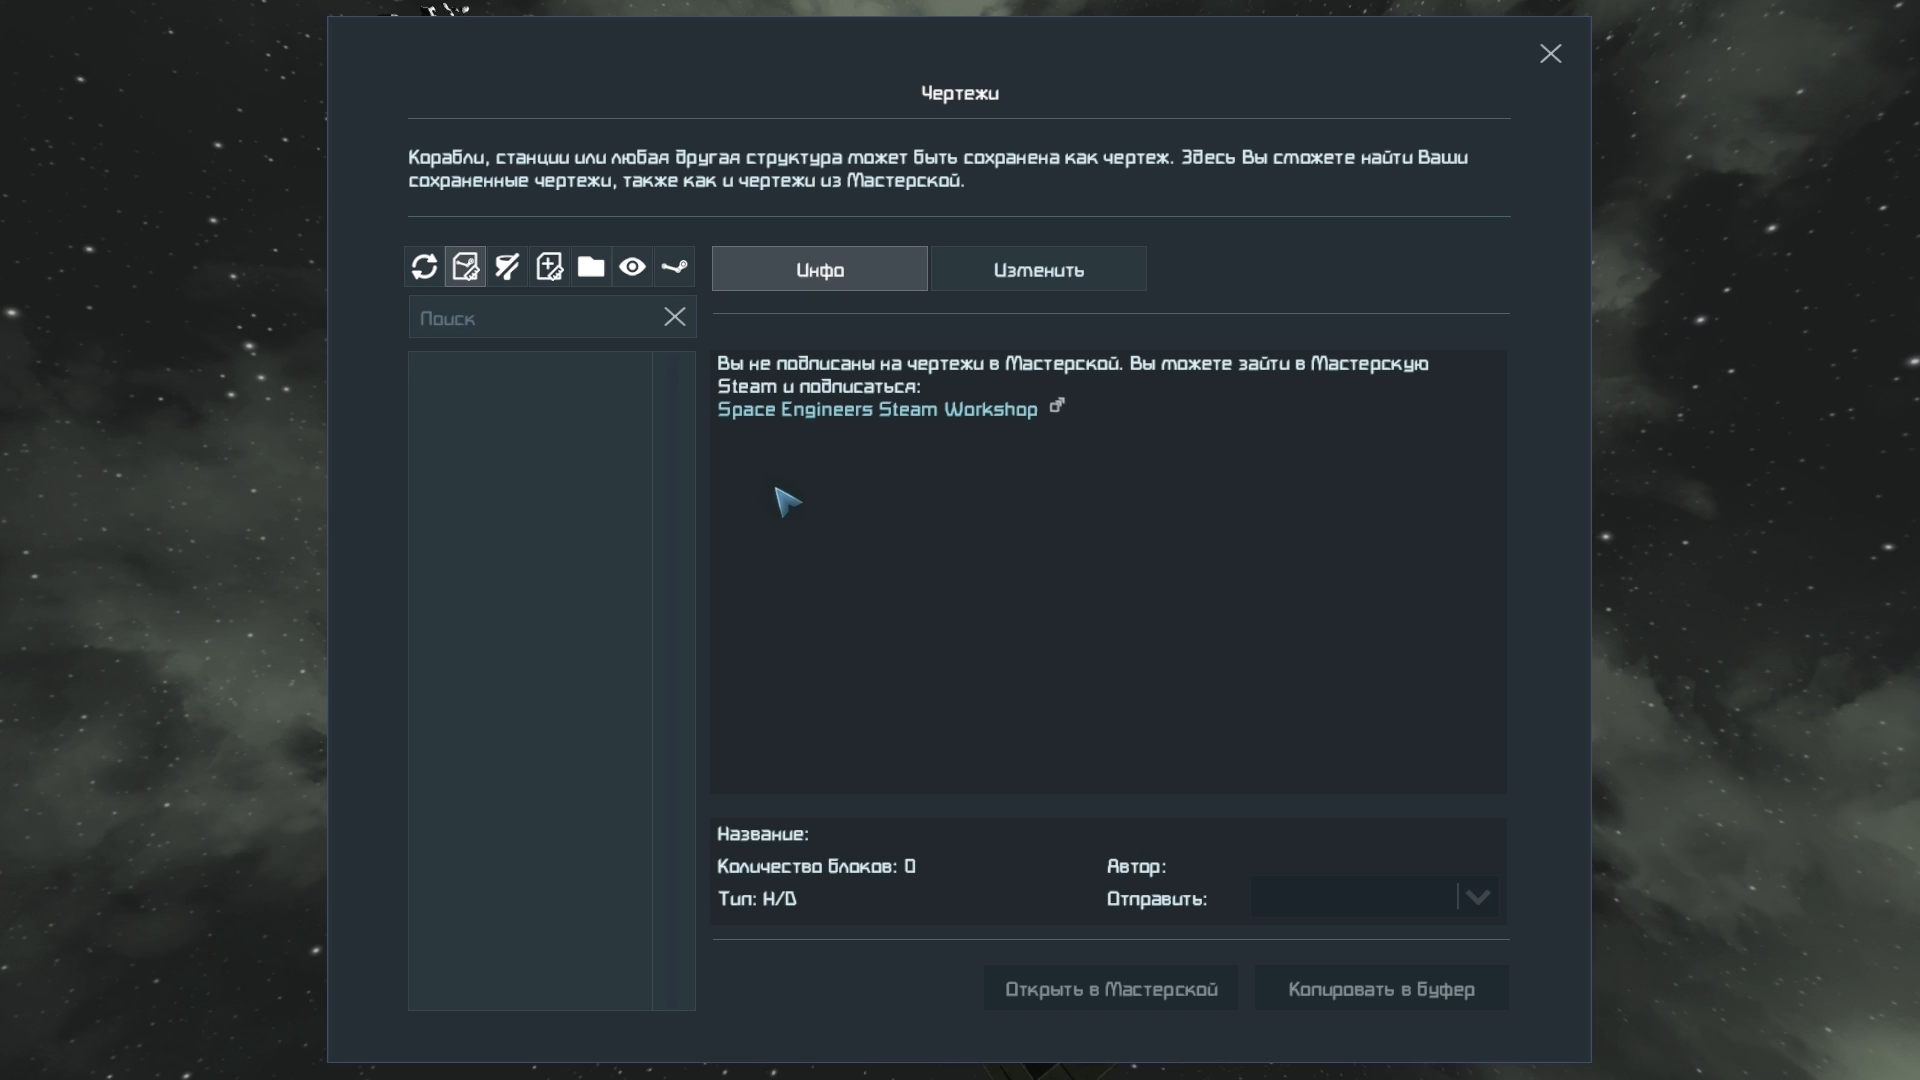 Чертежи
Корабли, станции или любая другая структура может быть сохранена как чертеж. Здесь Вы сможете найти Ваши
сохраненные чертежи, также как и чертежи из Мастерской.
Инфо
Изменить
Поиск
Вы не подписаны на чертежи в Мастерской. Вы можете зайти в Мастерскую
Steam и подписаться:
Space Engineers Steam Workshop
Название:
Количество блоков: 0
Автор:
Тип: Н/Д
Отправить:
Открыть в Мастерской
Копировать в буфер